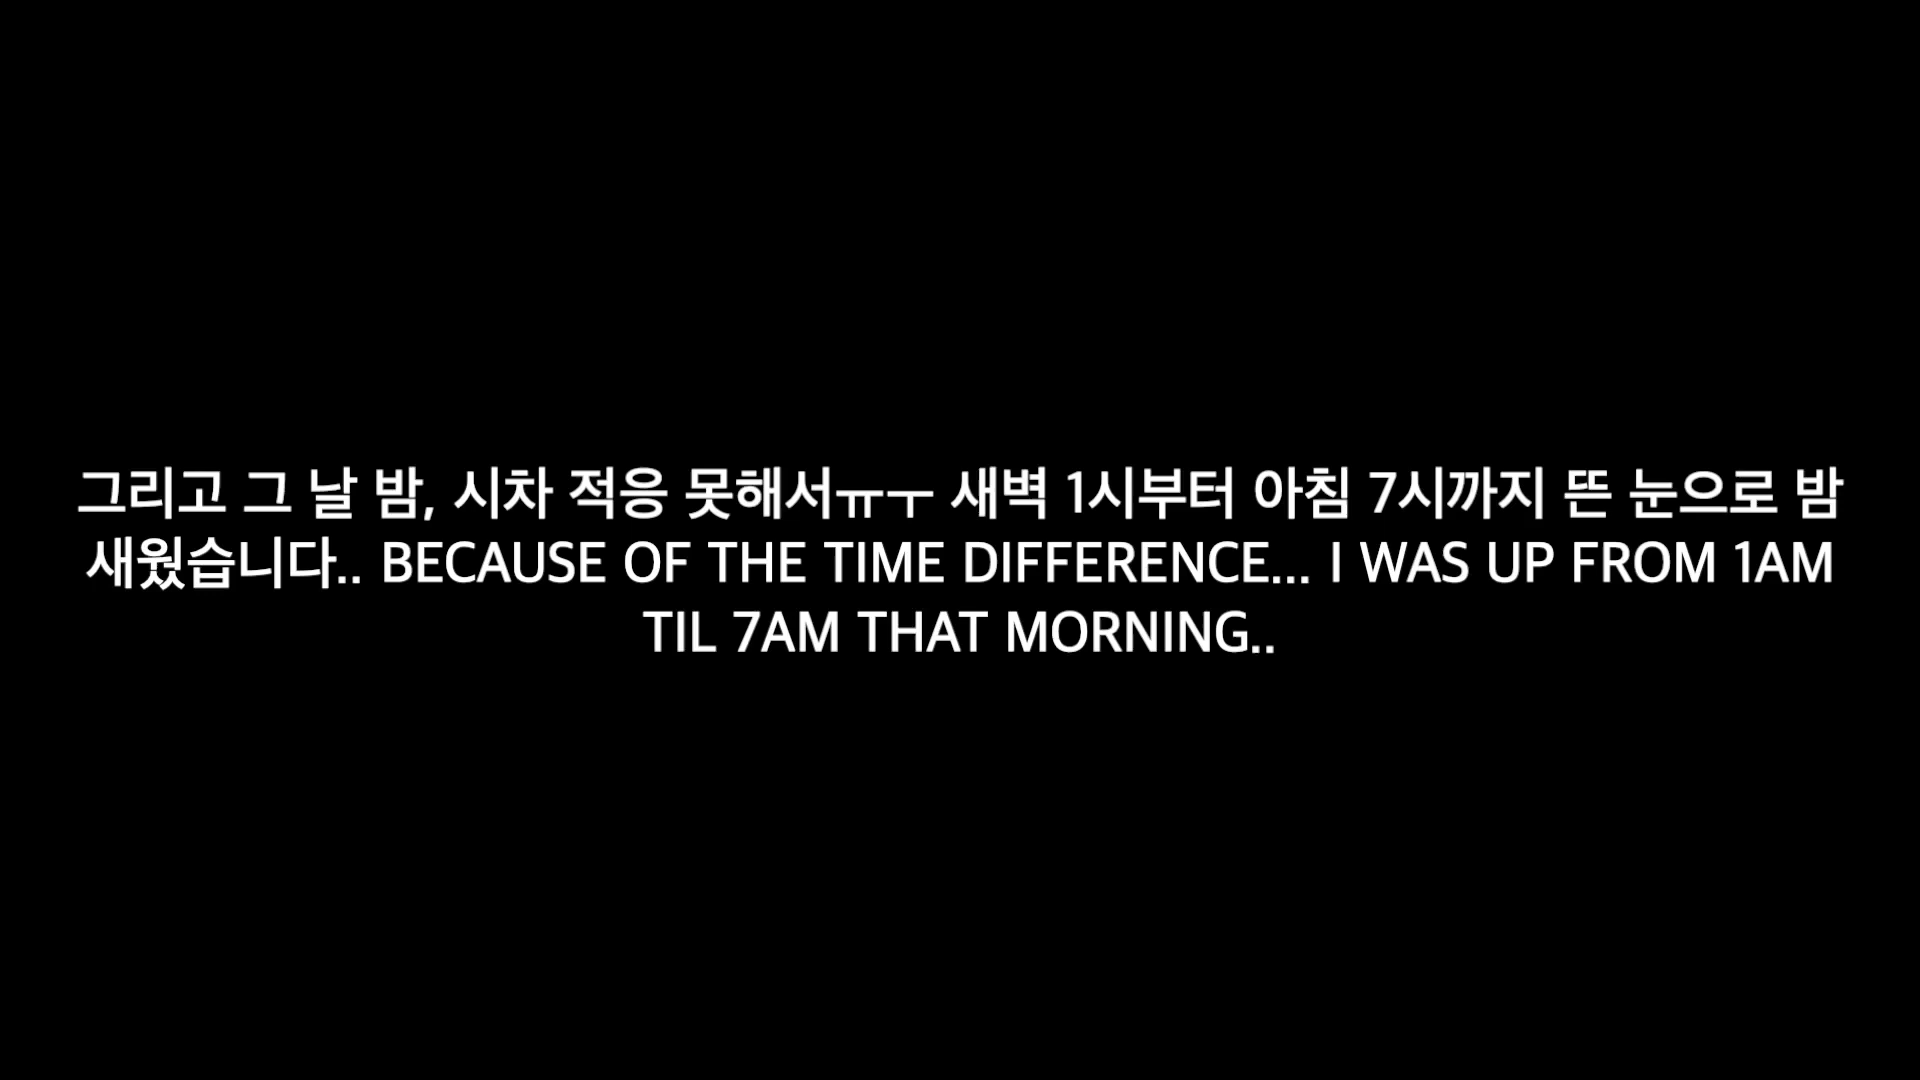 그리고 그 날 밤, 시차 적응 못해서ㅠㅜ 새벽 1시부터 아침 7시까지 뜬 눈으로 밤
새웠습니다.. BECAUSE OF THE TIME DIFFERENCE... I WAS UP FROM 1AM
TIL 7AM THAT MORNING..